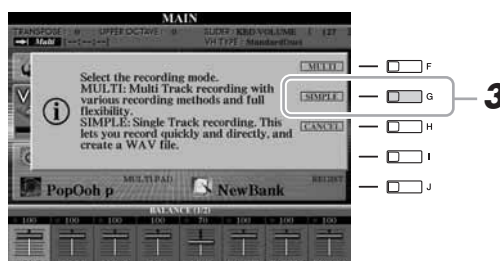 MAIN
TRANSPOSE : 0 UPPER OCTAVE : 0 SLIDER : KBD VOLUME [ 127 ]
Multi [--:--:--]
VH TYPE : StandardDuet
Select the recording mode.
MULTI: Multi Track recording with
various recording methods and full
flexibility.
SIMPLE: Single Track recording. This
lets you record quickly and directly, and
create a WAV file.
MULTI
SIMPLE
CANCEL
F
G
H
I
J
3
MULTI PAD
REGIST
PopOoh p
NewBank
BALANCE (1/2)
100 100 100 100 70 100 100 100